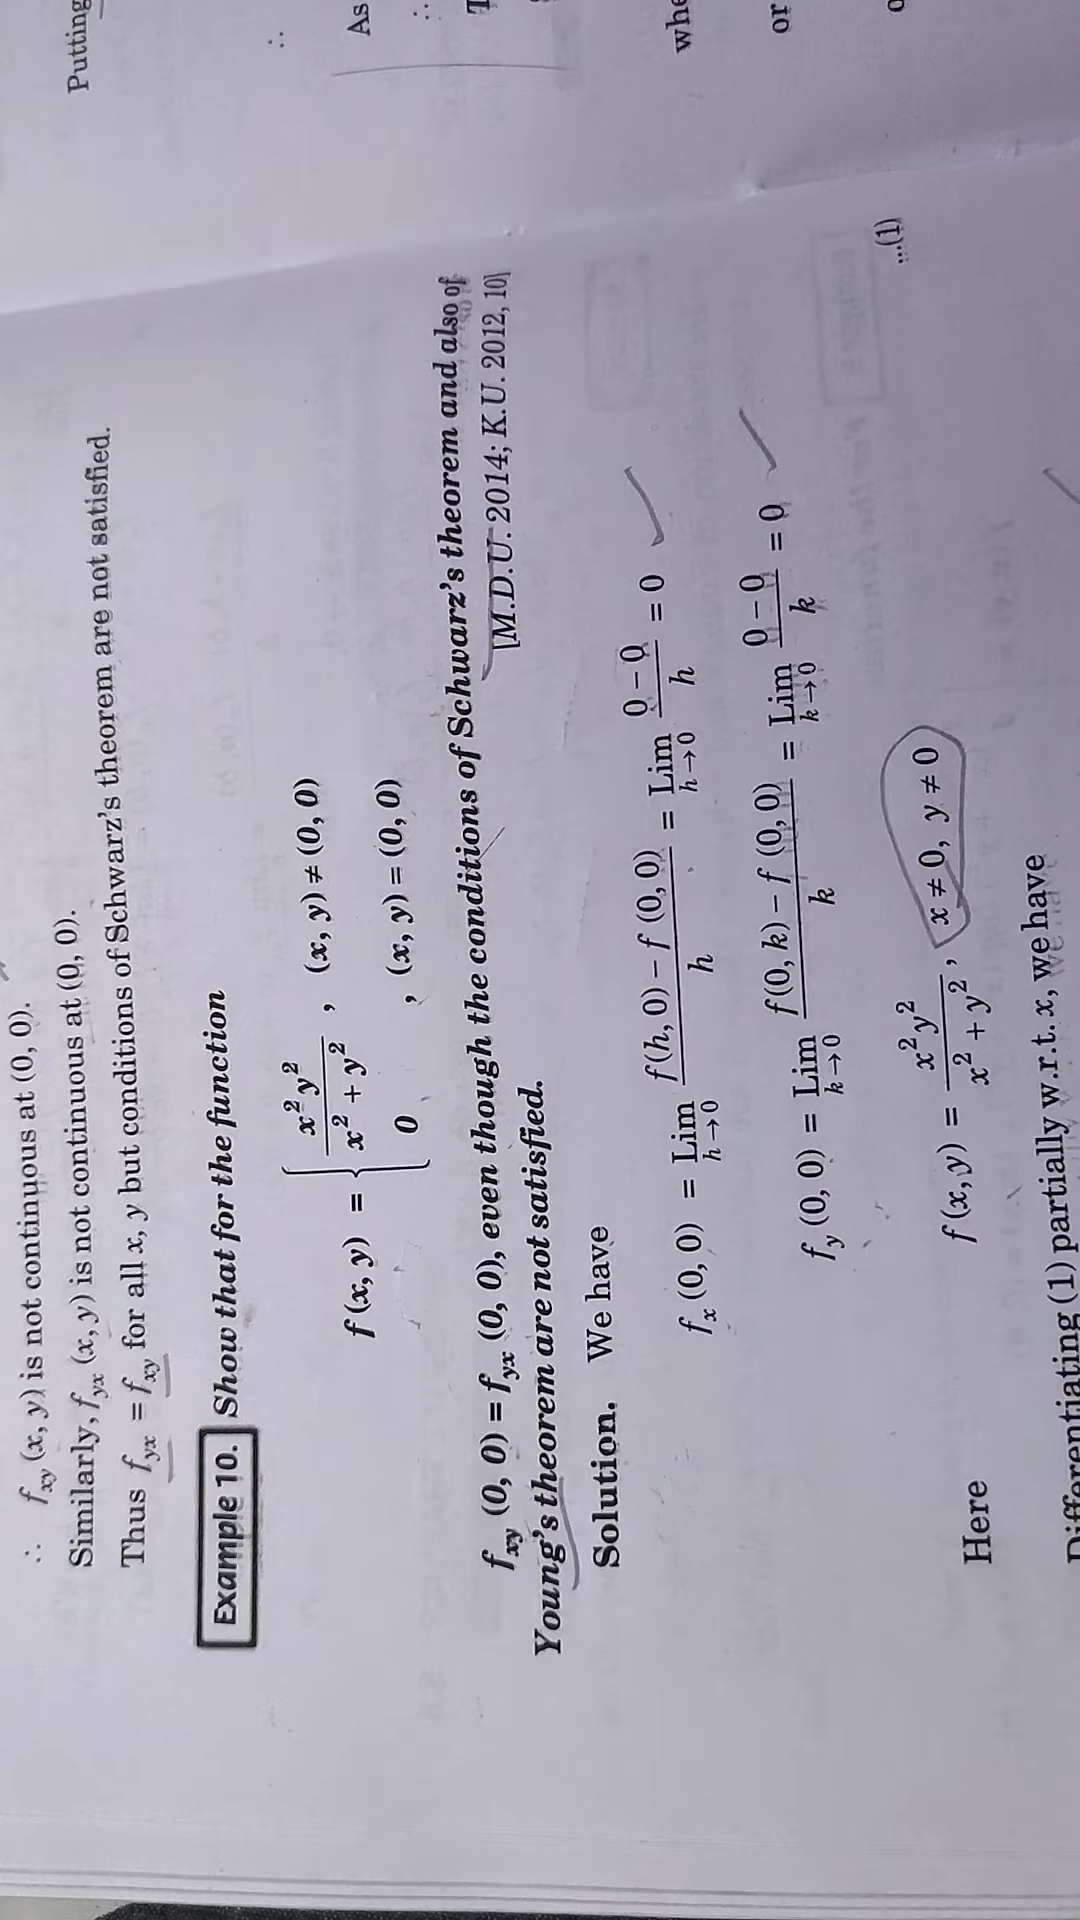 ∴ f_xy (x, y) is not continuous at (0, 0).
Similarly, f_yx (x, y) is not continuous at (0, 0).
Thus f_yx = f_xy for all x, y but conditions of Schwarz's theorem are not satisfied.
Example 10. Show that for the function
f (x, y) = { x²y² / x² + y² , (x, y) ≠ (0, 0)
0 , (x, y) = (0, 0)
f_xy (0, 0) = f_yx (0, 0), even though the conditions of Schwarz's theorem and also of
Young's theorem are not satisfied. [M.D.U. 2014; K.U. 2012, 10]
Solution. We have
f_x (0, 0) = Lim h→0 f(h, 0) − f (0, 0) / h = Lim h→0 0 − 0 / h = 0
f_y (0, 0) = Lim k→0 f(0, k) − f (0, 0) / k = Lim k→0 0 − 0 / k = 0
Here f (x, y) = x²y² / x² + y² , x ≠ 0, y ≠ 0 ...(1)
Differentiating (1) partially w.r.t. x, we have
Putting
∴
As
∴
or